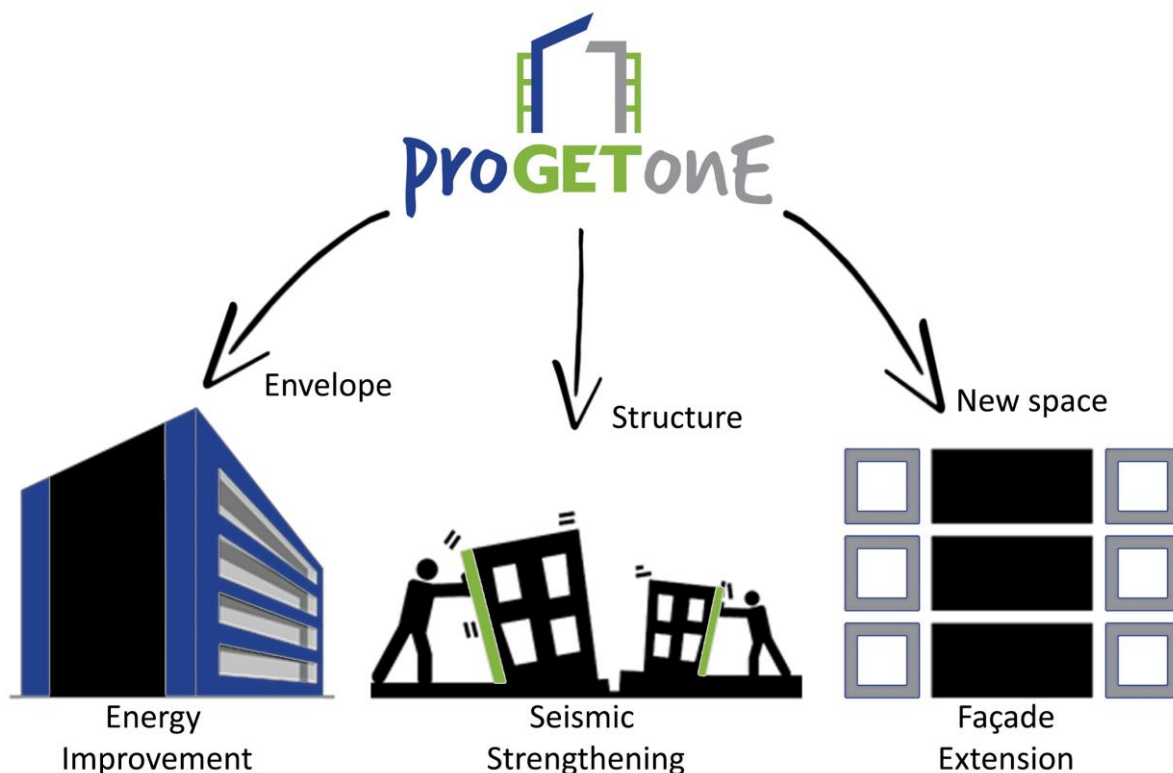 proGETonE
Envelope
Structure
New space
Energy
Improvement
Seismic
Strengthening
Façade
Extension